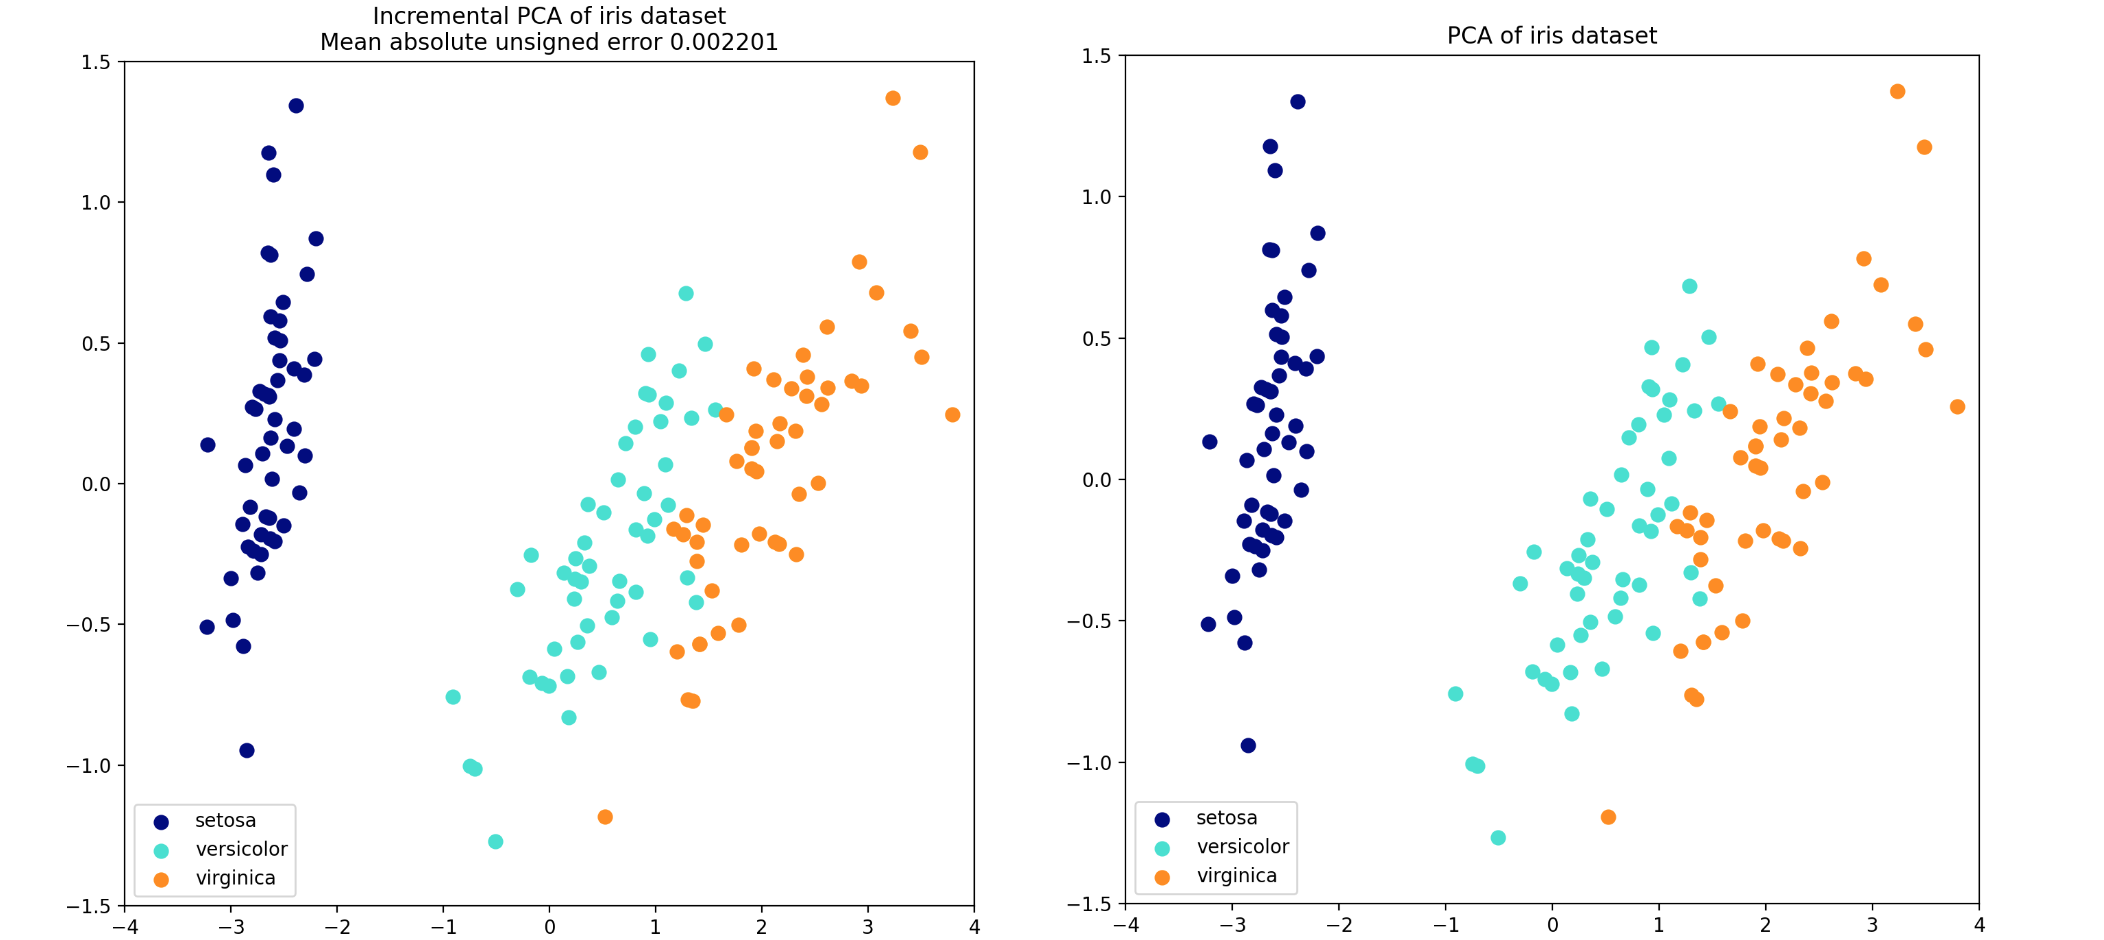 Incremental PCA of iris dataset
Mean absolute unsigned error 0.002201
1.5
1.0
0.5
0.0
−0.5
−1.0
−1.5
−4 −3 −2 −1 0 1 2 3 4
setosa
versicolor
virginica
PCA of iris dataset
1.5
1.0
0.5
0.0
−0.5
−1.0
−1.5
−4 −3 −2 −1 0 1 2 3 4
setosa
versicolor
virginica